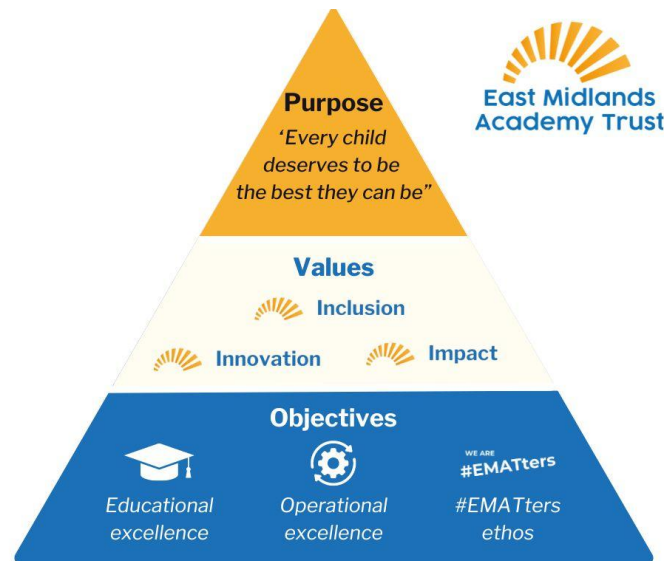 Purpose
‘Every child
deserves to be
the best they can be”
East Midlands
Academy Trust
Values
Inclusion
Innovation
Impact
Objectives
WE ARE
#EMATters
Educational
excellence
Operational
excellence
#EMATters
ethos